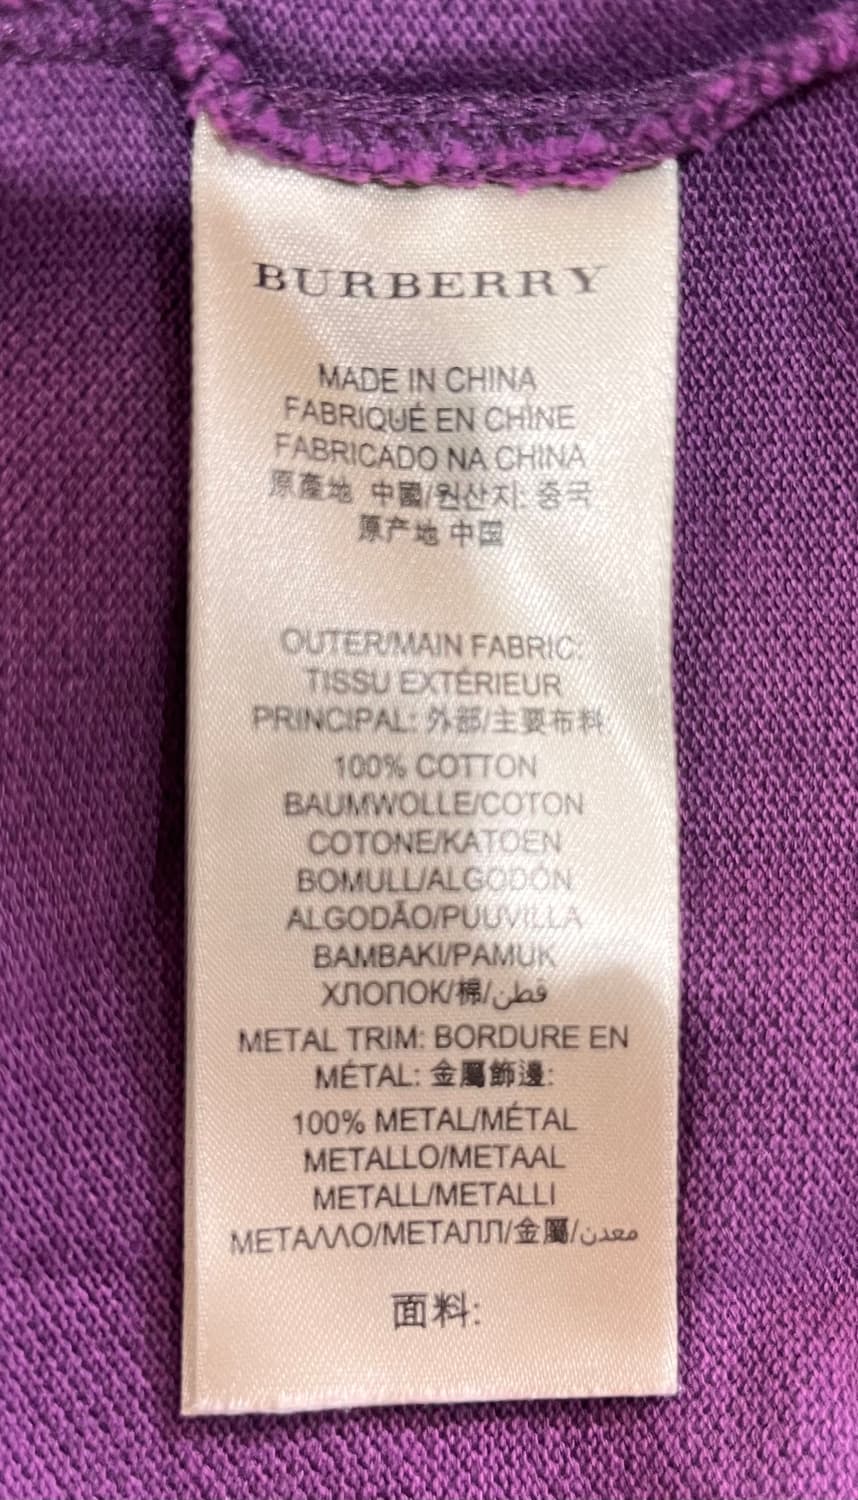 BURBERRY
MADE IN CHINA
FABRIQUÉ EN CHINE
FABRICADO NA CHINA
原產地 中國/원산지: 중국
原产地 中国
OUTER/MAIN FABRIC:
TISSU EXTÉRIEUR
PRINCIPAL: 外部/主要布料:
100% COTTON
BAUMWOLLE/COTON
COTONE/KATOEN
BOMULL/ALGODÓN
ALGODÃO/PUUVILLA
BAMBAKI/PAMUK
ХЛОПОК/棉/قطن
METAL TRIM: BORDURE EN
MÉTAL: 金屬飾邊:
100% METAL/MÉTAL
METALLO/METAAL
METALL/METALLI
ΜΕΤΑΛΛΟ/МЕТАЛЛ/金屬/معدن
面料: